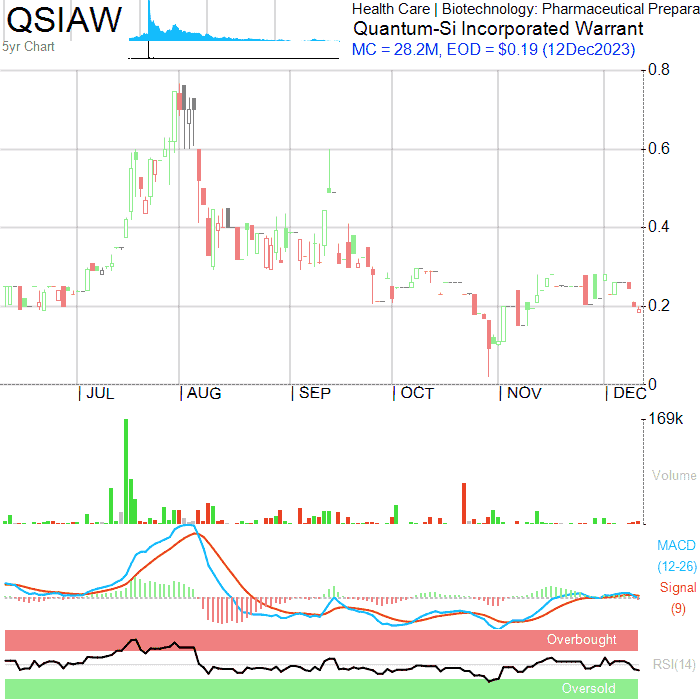 QSIAW
5yr Chart
Health Care | Biotechnology: Pharmaceutical Prepara
Quantum-Si Incorporated Warrant
MC = 28.2M, EOD = $0.19 (12Dec2023)
0.8
0.6
0.4
0.2
0
| JUL | AUG | SEP | OCT | NOV | DEC
169k
Volume
MACD
(12-26)
Signal
(9)
Overbought
RSI(14)
Oversold